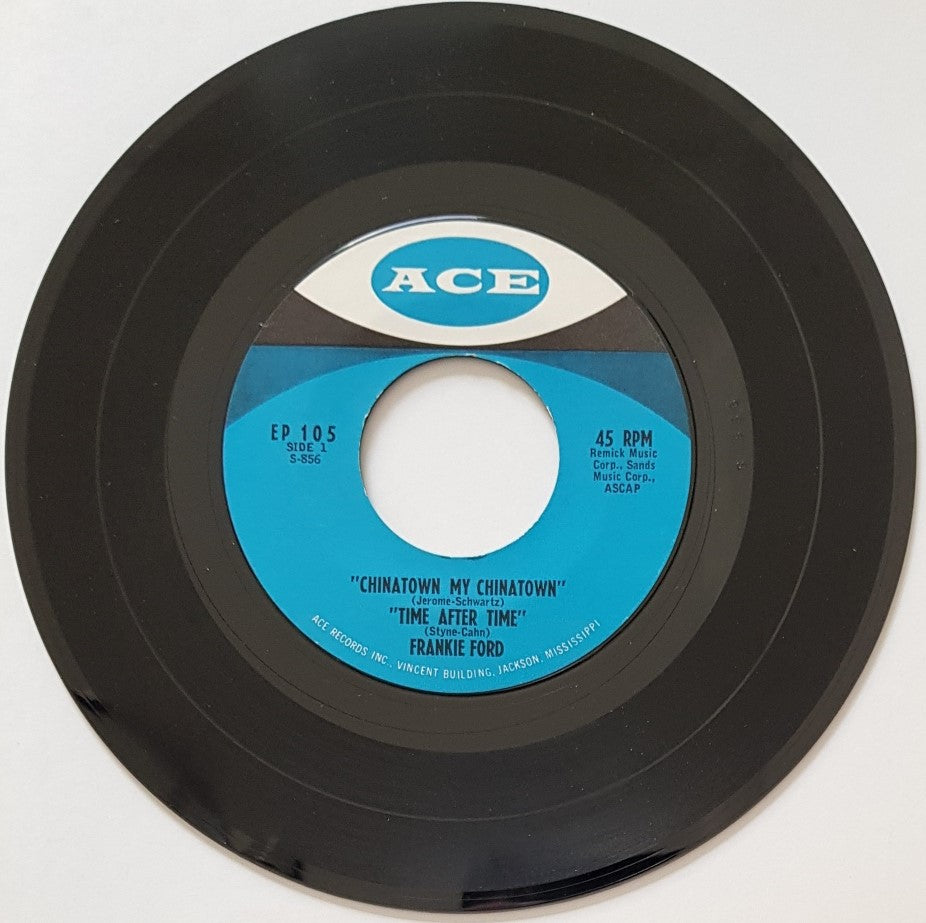 ACE
EP 105
SIDE 1
S-856
45 RPM
Remick Music
Corp., Sands
Music Corp.,
ASCAP
"CHINATOWN MY CHINATOWN"
(Jerome-Schwartz)
"TIME AFTER TIME"
(Styne-Cahn)
FRANKIE FORD
ACE RECORDS INC., VINCENT BUILDING, JACKSON, MISSISSIPPI